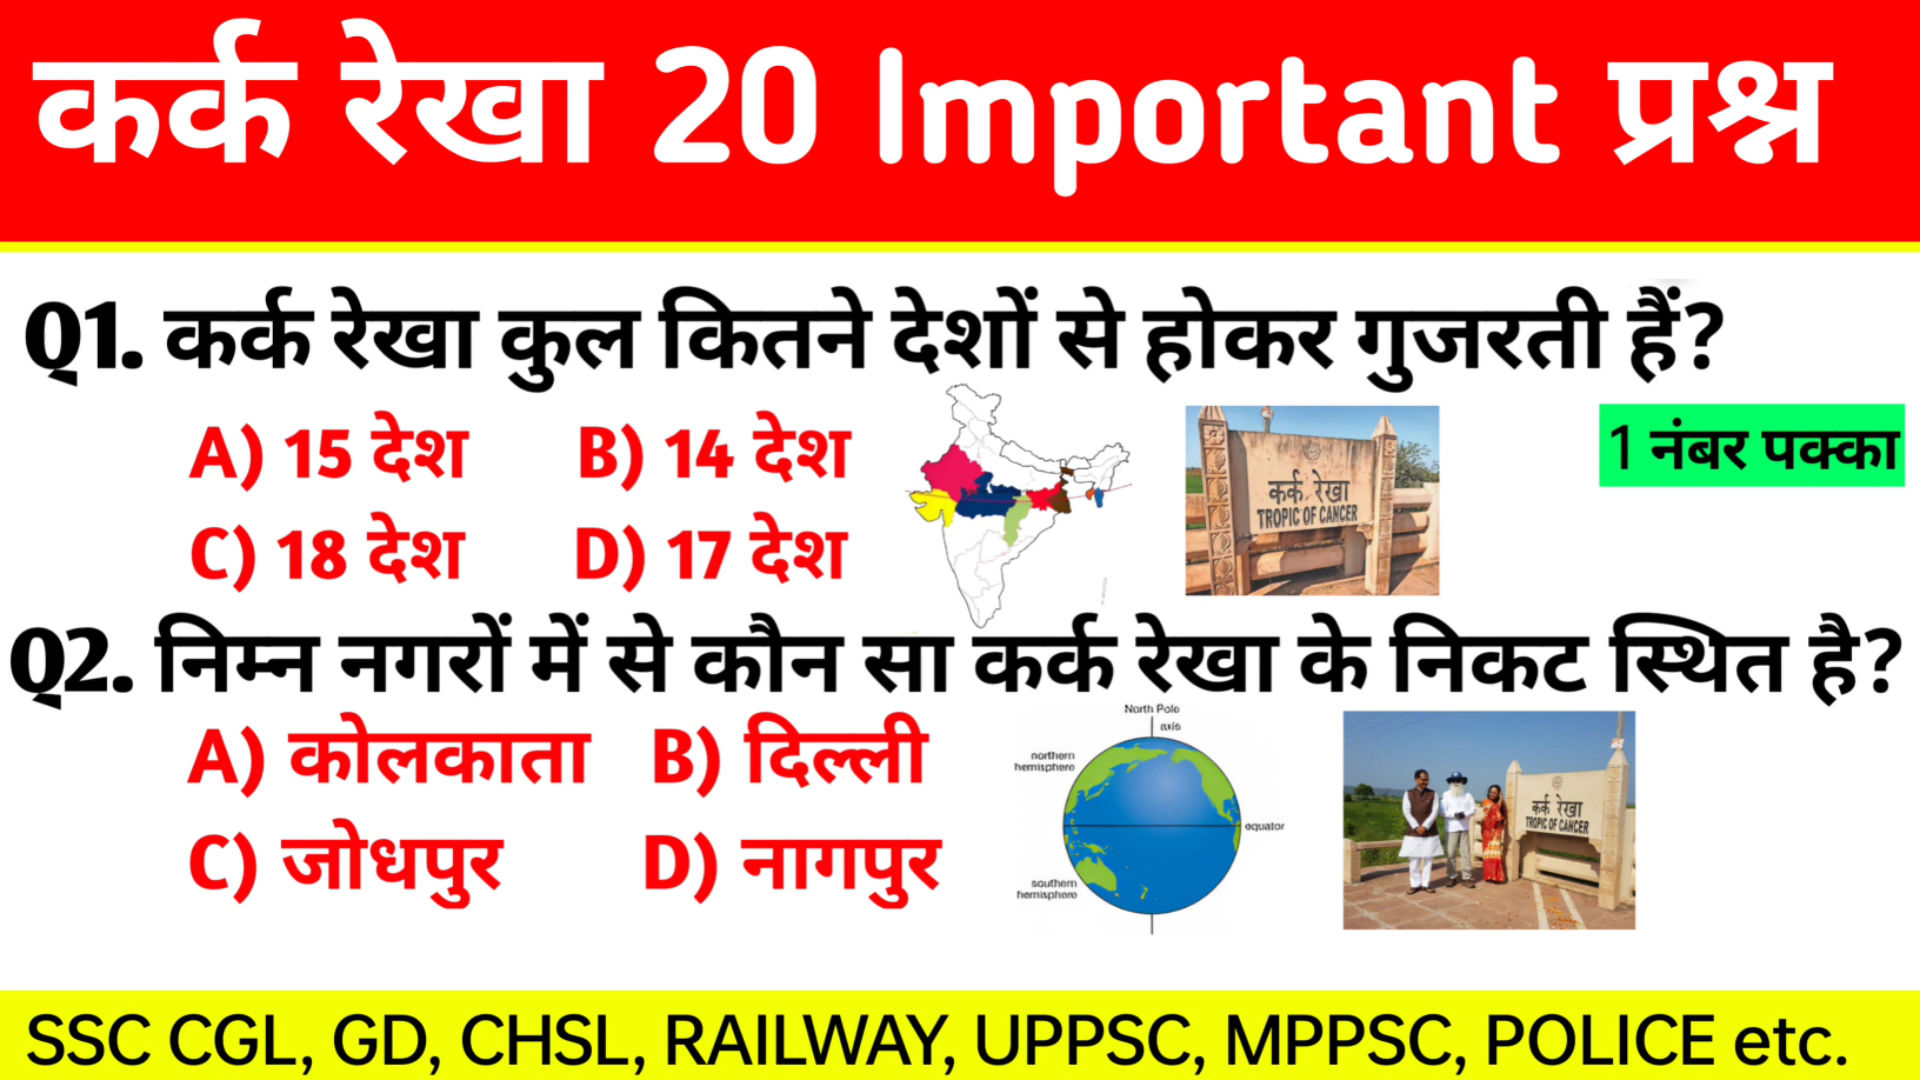 कर्क रेखा 20 Important प्रश्न
Q1. कर्क रेखा कुल कितने देशों से होकर गुजरती हैं?
A) 15 देश B) 14 देश
C) 18 देश D) 17 देश
कर्क रेखा
TROPIC OF CANCER
1 नंबर पक्का
Q2. निम्न नगरों में से कौन सा कर्क रेखा के निकट स्थित है?
A) कोलकाता B) दिल्ली
C) जोधपुर D) नागपुर
North Pole
axis
northern
hemisphere
equator
southern
hemisphere
कर्क रेखा
TROPIC OF CANCER
SSC CGL, GD, CHSL, RAILWAY, UPPSC, MPPSC, POLICE etc.